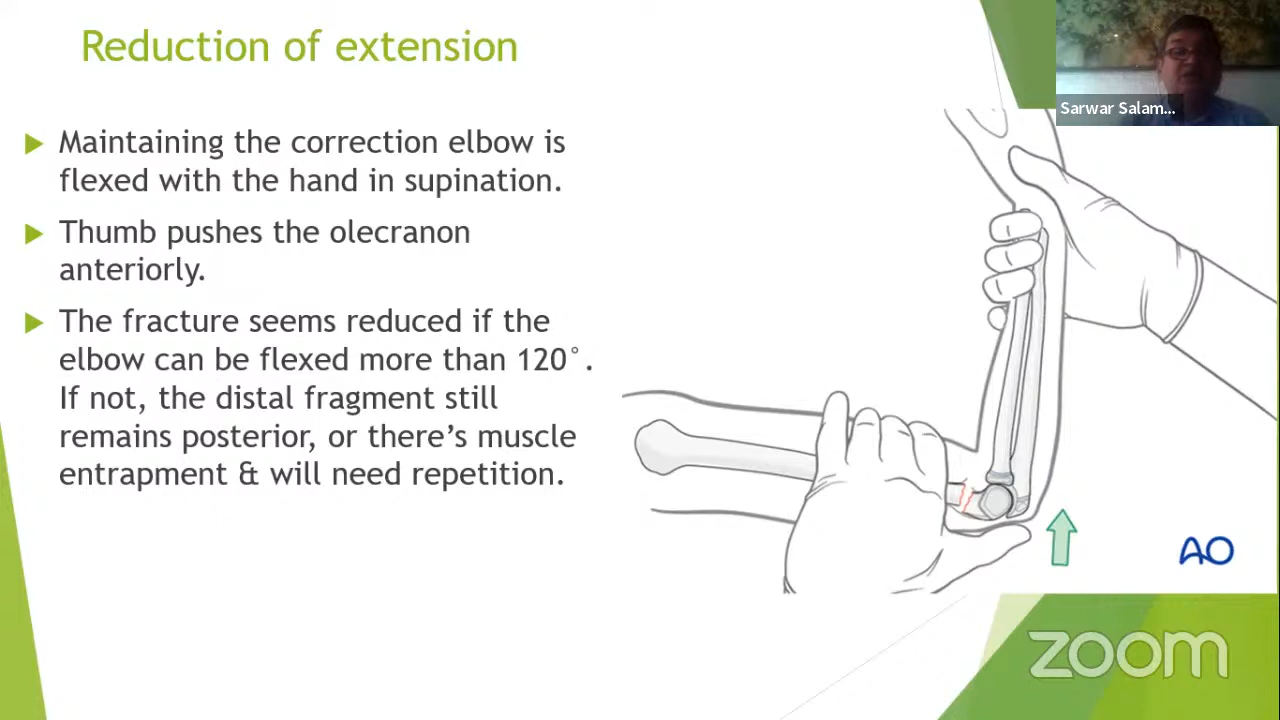 Reduction of extension
Sarwar Salam...
Maintaining the correction elbow is
flexed with the hand in supination.
Thumb pushes the olecranon
anteriorly.
The fracture seems reduced if the
elbow can be flexed more than 120°.
If not, the distal fragment still
remains posterior, or there’s muscle
entrapment & will need repetition.
AO
zoom